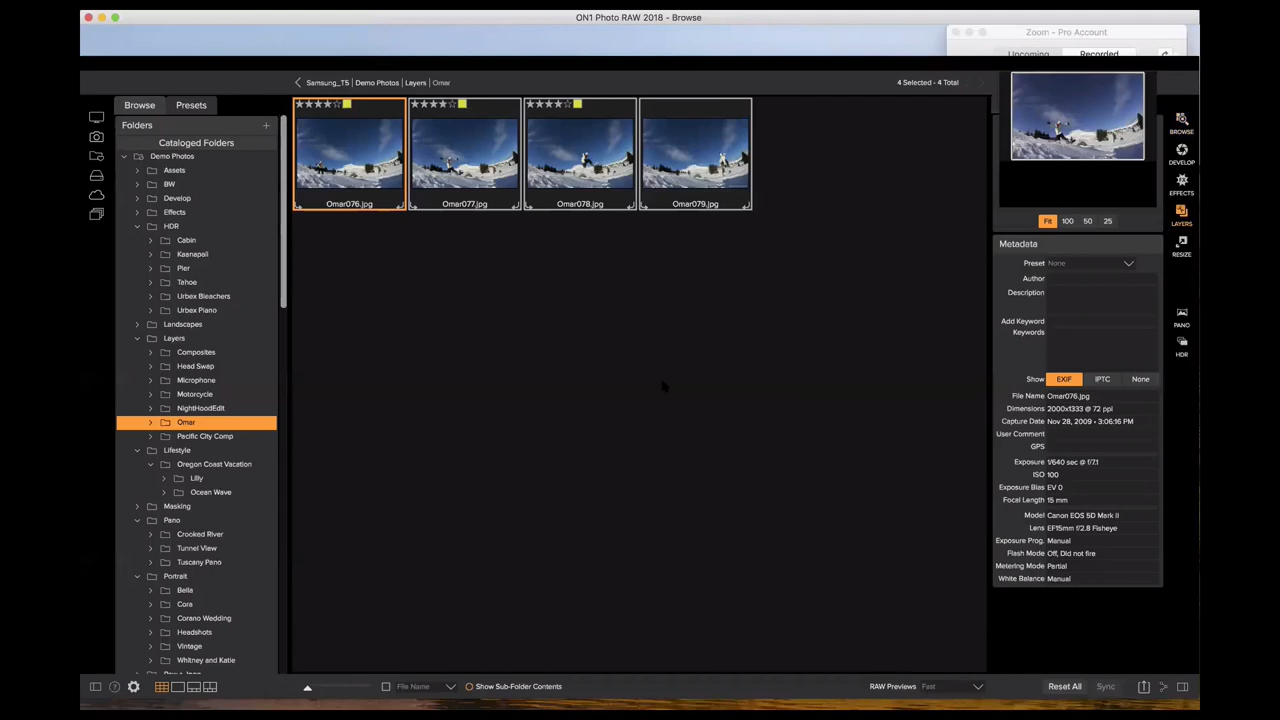 ON1 Photo RAW 2018 - Browse
Zoom - Pro Account
Upcoming Recorded
Samsung_T5 Demo Photos Layers Omar
4 Selected - 4 Total
Browse Presets
Folders +
Cataloged Folders
Demo Photos
Assets
BW
Develop
Effects
HDR
Cabin
Kaanapali
Pier
Tahoe
Urbex Bleachers
Urbex Piano
Landscapes
Layers
Composites
Head Swap
Microphone
Motorcycle
NightHoodEdit
Omar
Pacific City Comp
Lifestyle
Oregon Coast Vacation
Lilly
Ocean Wave
Masking
Pano
Crooked River
Tunnel View
Tuscany Pano
Portrait
Bella
Cora
Corano Wedding
Headshots
Vintage
Whitney and Katie
Omar076.jpg Omar077.jpg Omar078.jpg Omar079.jpg
Fit 100 50 25
Metadata
Preset None
Author
Description
Add Keyword
Keywords
Show EXIF IPTC None
File Name Omar076.jpg
Dimensions 2000x1333 @ 72 ppi
Capture Date Nov 28, 2009 • 3:06:16 PM
User Comment
GPS
Exposure 1/640 sec @ f/7.1
ISO 100
Exposure Bias EV 0
Focal Length 15 mm
Model Canon EOS 5D Mark II
Lens EF15mm f/2.8 Fisheye
Exposure Prog. Manual
Flash Mode Off, Did not fire
Metering Mode Partial
White Balance Manual
BROWSE
DEVELOP
EFFECTS
LAYERS
RESIZE
PANO
HDR
File Name Show Sub-Folder Contents
RAW Previews Fast
Reset All Sync